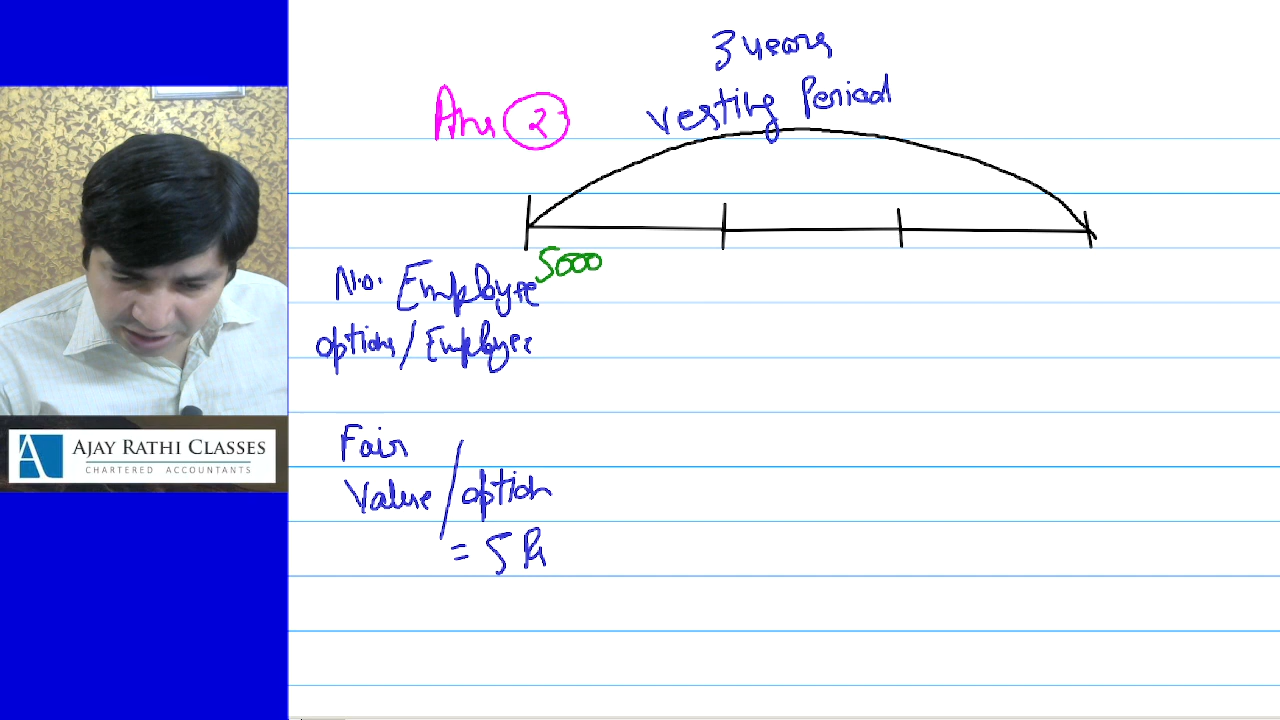 3 years
Vesting Period
Ans 2
No. Employee 5000
options/Employee
Fair
Value/option
= 5 Rs
AJAY RATHI CLASSES
CHARTERED ACCOUNTANTS